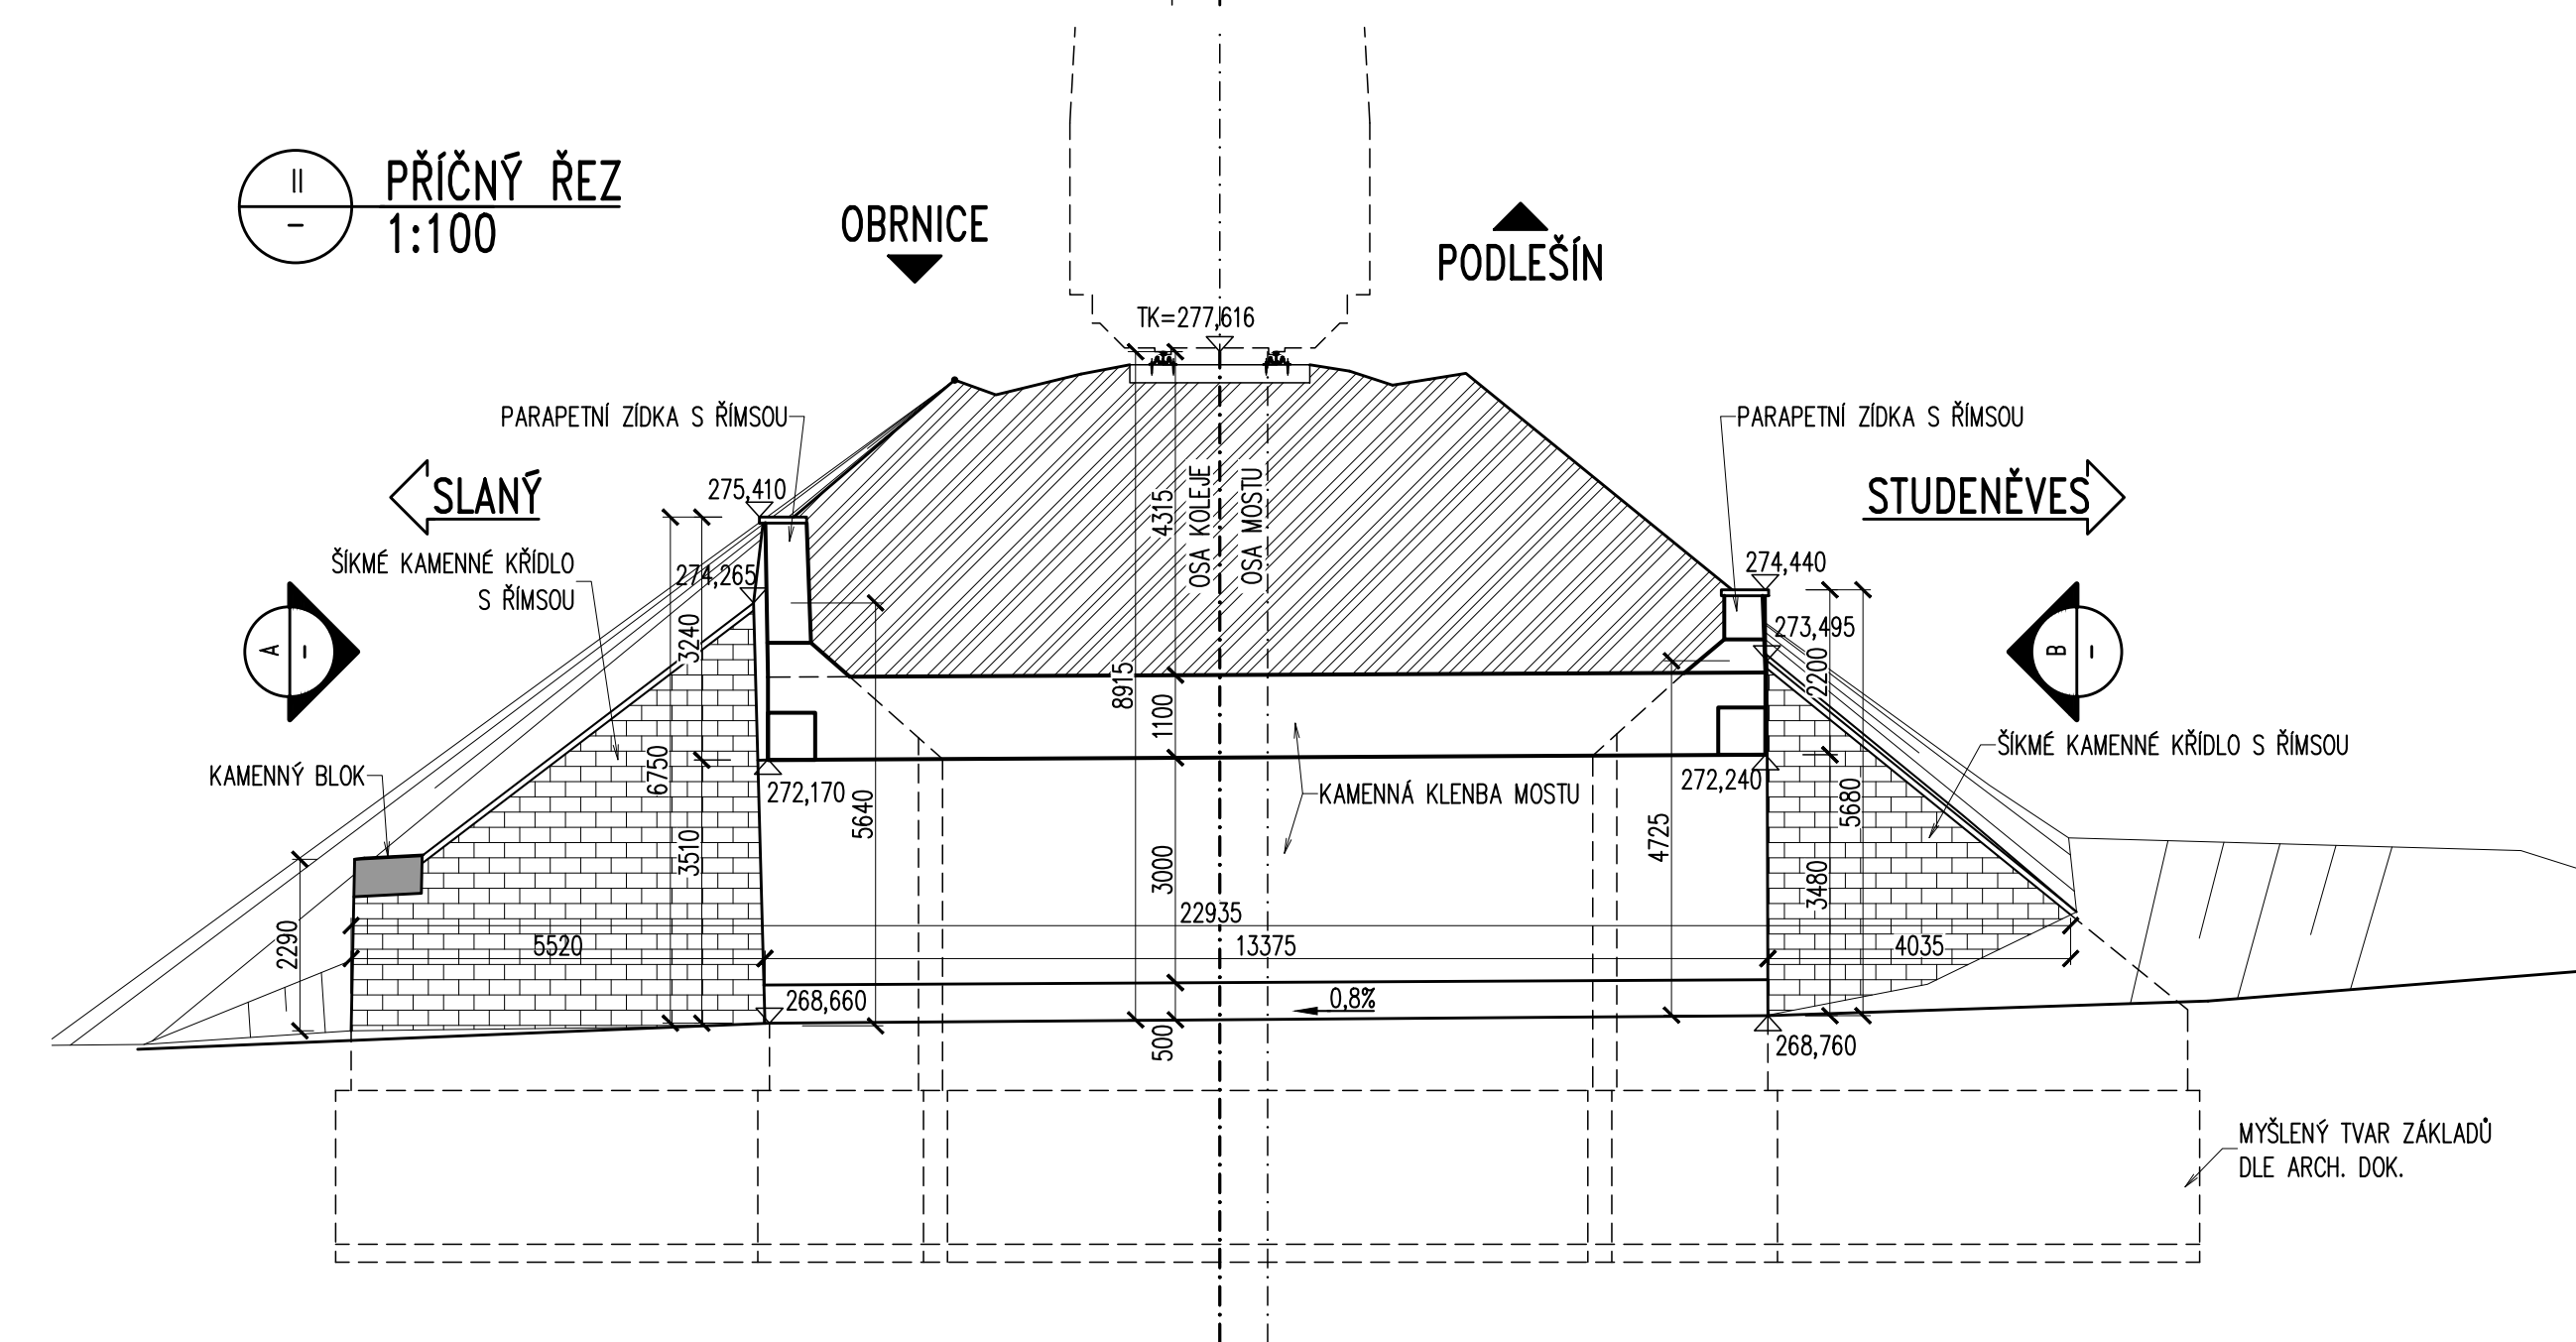 II
–
PŘÍČNÝ ŘEZ
1:100
OBRNICE
PODLEŠÍN
TK=277,616
PARAPETNÍ ZÍDKA S ŘÍMSOU
PARAPETNÍ ZÍDKA S ŘÍMSOU
SLANÝ
STUDENĚVES
275,410
274,440
ŠÍKMÉ KAMENNÉ KŘÍDLO
S ŘÍMSOU
274,265
4315
OSA KOLEJE
OSA MOSTU
273,495
A
–
B
–
3240
8915
1100
2200
6750
5640
ŠÍKMÉ KAMENNÉ KŘÍDLO S ŘÍMSOU
KAMENNÝ BLOK
272,170
272,240
KAMENNÁ KLENBA MOSTU
3510
3000
4725
5680
3480
2290
22935
5520
13375
4035
268,660
0,8%
500
268,760
MYŠLENÝ TVAR ZÁKLADŮ
DLE ARCH. DOK.